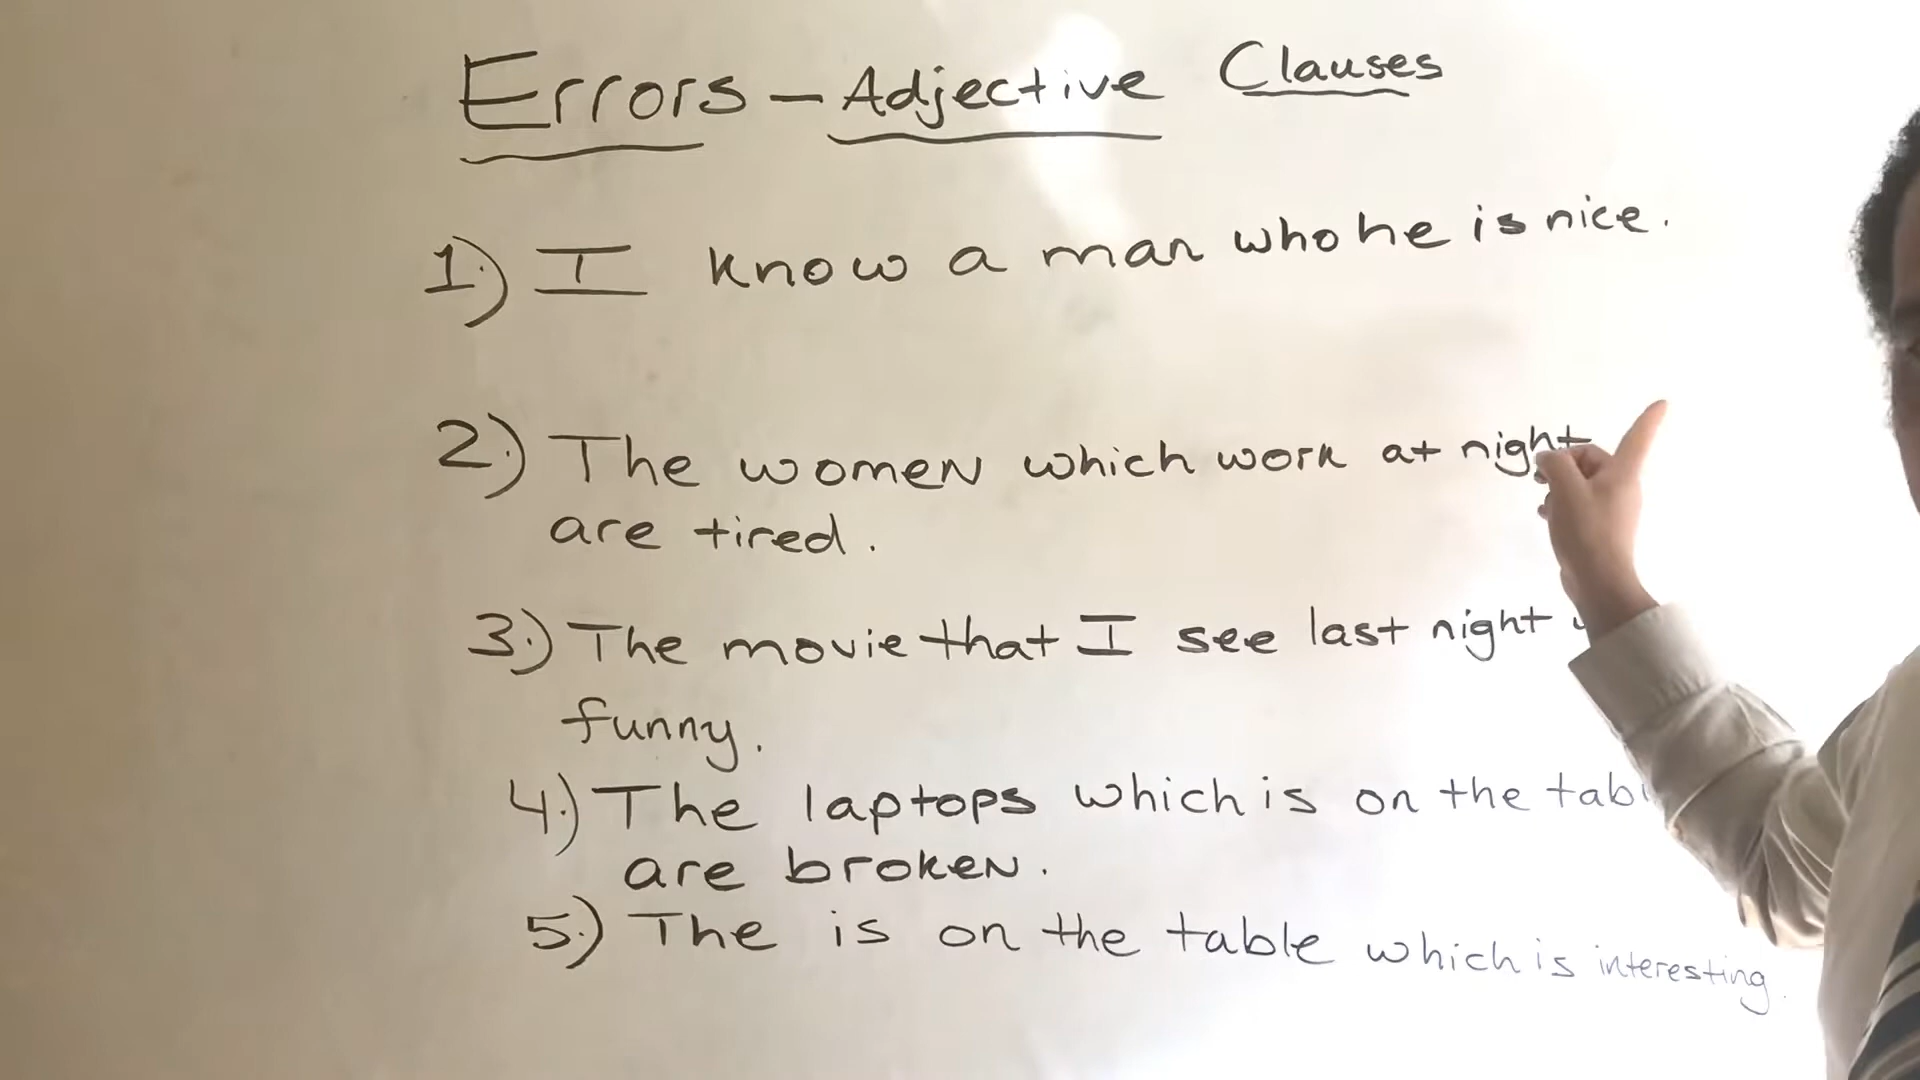 Errors - Adjective Clauses
1.) I know a man who he is nice.
2.) The women which work at night
are tired.
3.) The movie that I see last night
funny.
4.) The laptops which is on the
are broken.
5.) The is on the table which is interesting.